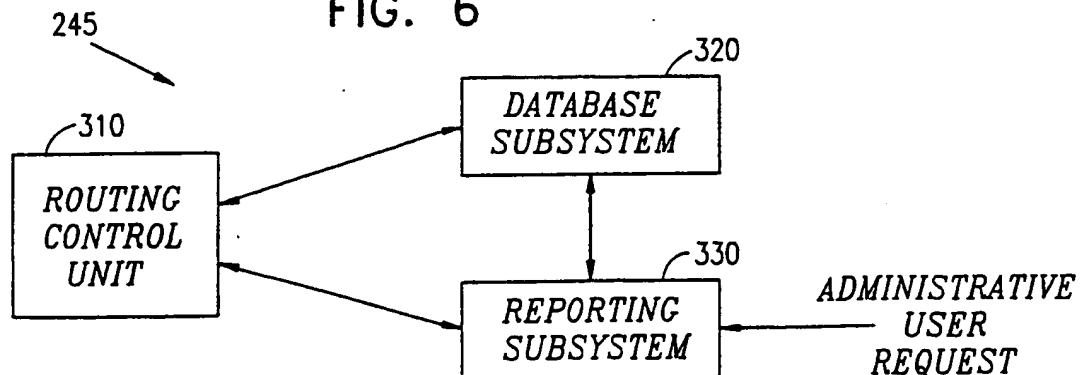 FIG. 6
245
320
DATABASE
SUBSYSTEM
310
ROUTING
CONTROL
UNIT
330
REPORTING
SUBSYSTEM
ADMINISTRATIVE
USER
REQUEST